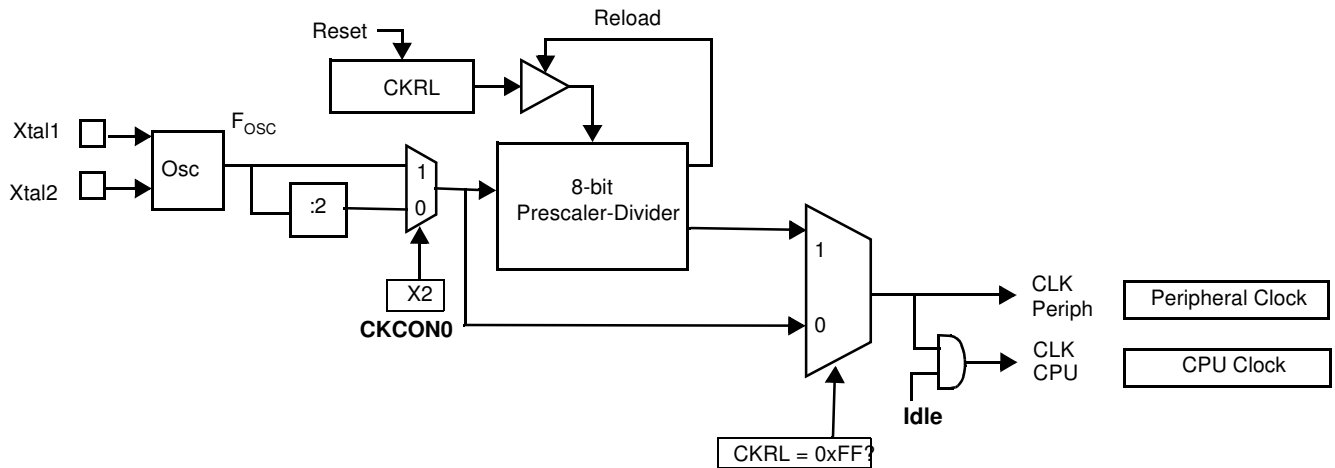 Reload
Reset
CKRL
Xtal1
Xtal2
Osc
FOSC
:2
1
0
X2
CKCON0
8-bit
Prescaler-Divider
1
0
CKRL = 0xFF?
CLK
Periph
Peripheral Clock
CLK
CPU
CPU Clock
Idle